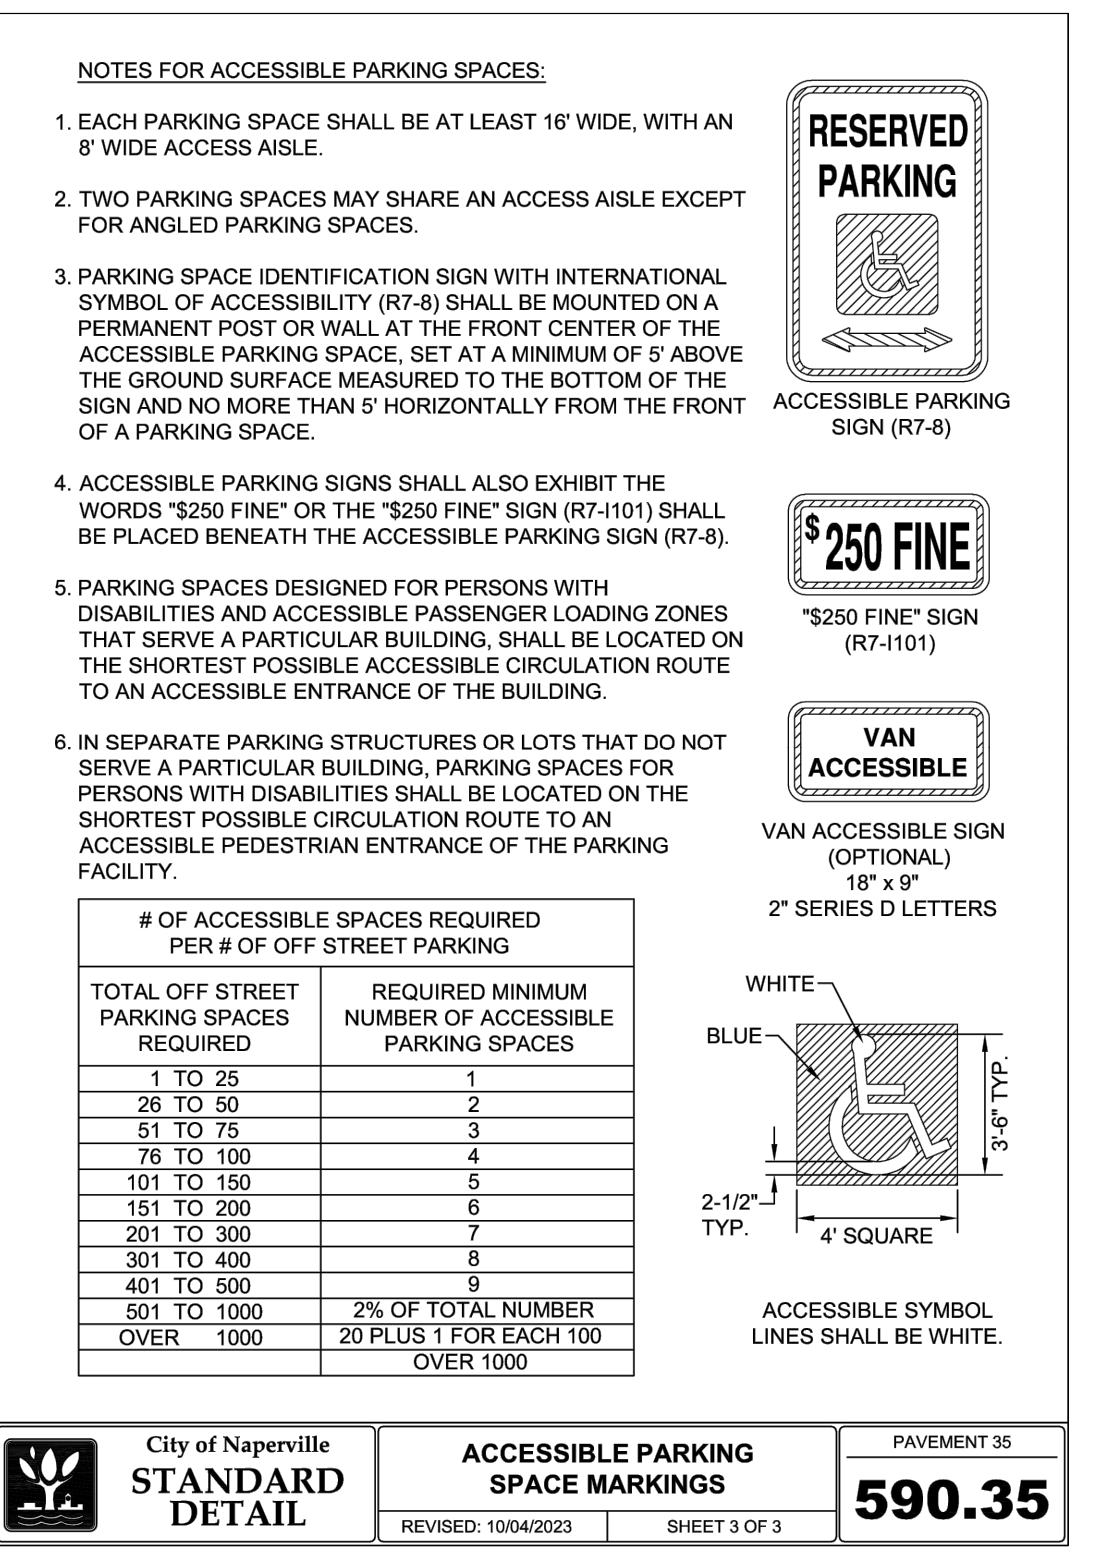 NOTES FOR ACCESSIBLE PARKING SPACES:
1. EACH PARKING SPACE SHALL BE AT LEAST 16' WIDE, WITH AN
8' WIDE ACCESS AISLE.
2. TWO PARKING SPACES MAY SHARE AN ACCESS AISLE EXCEPT
FOR ANGLED PARKING SPACES.
3. PARKING SPACE IDENTIFICATION SIGN WITH INTERNATIONAL
SYMBOL OF ACCESSIBILITY (R7-8) SHALL BE MOUNTED ON A
PERMANENT POST OR WALL AT THE FRONT CENTER OF THE
ACCESSIBLE PARKING SPACE, SET AT A MINIMUM OF 5' ABOVE
THE GROUND SURFACE MEASURED TO THE BOTTOM OF THE
SIGN AND NO MORE THAN 5' HORIZONTALLY FROM THE FRONT
OF A PARKING SPACE.
4. ACCESSIBLE PARKING SIGNS SHALL ALSO EXHIBIT THE
WORDS "$250 FINE" OR THE "$250 FINE" SIGN (R7-I101) SHALL
BE PLACED BENEATH THE ACCESSIBLE PARKING SIGN (R7-8).
5. PARKING SPACES DESIGNED FOR PERSONS WITH
DISABILITIES AND ACCESSIBLE PASSENGER LOADING ZONES
THAT SERVE A PARTICULAR BUILDING, SHALL BE LOCATED ON
THE SHORTEST POSSIBLE ACCESSIBLE CIRCULATION ROUTE
TO AN ACCESSIBLE ENTRANCE OF THE BUILDING.
6. IN SEPARATE PARKING STRUCTURES OR LOTS THAT DO NOT
SERVE A PARTICULAR BUILDING, PARKING SPACES FOR
PERSONS WITH DISABILITIES SHALL BE LOCATED ON THE
SHORTEST POSSIBLE CIRCULATION ROUTE TO AN
ACCESSIBLE PEDESTRIAN ENTRANCE OF THE PARKING
FACILITY.
RESERVED
PARKING
ACCESSIBLE PARKING
SIGN (R7-8)
$250 FINE
"$250 FINE" SIGN
(R7-I101)
VAN
ACCESSIBLE
VAN ACCESSIBLE SIGN
(OPTIONAL)
18" x 9"
2" SERIES D LETTERS
# OF ACCESSIBLE SPACES REQUIRED
PER # OF OFF STREET PARKING
TOTAL OFF STREET
PARKING SPACES
REQUIRED
REQUIRED MINIMUM
NUMBER OF ACCESSIBLE
PARKING SPACES
1 TO 25 1
26 TO 50 2
51 TO 75 3
76 TO 100 4
101 TO 150 5
151 TO 200 6
201 TO 300 7
301 TO 400 8
401 TO 500 9
501 TO 1000 2% OF TOTAL NUMBER
OVER 1000 20 PLUS 1 FOR EACH 100
OVER 1000
WHITE
BLUE
3'-6" TYP.
2-1/2"
TYP.
4' SQUARE
ACCESSIBLE SYMBOL
LINES SHALL BE WHITE.
City of Naperville
STANDARD
DETAIL
ACCESSIBLE PARKING
SPACE MARKINGS
REVISED: 10/04/2023
SHEET 3 OF 3
PAVEMENT 35
590.35